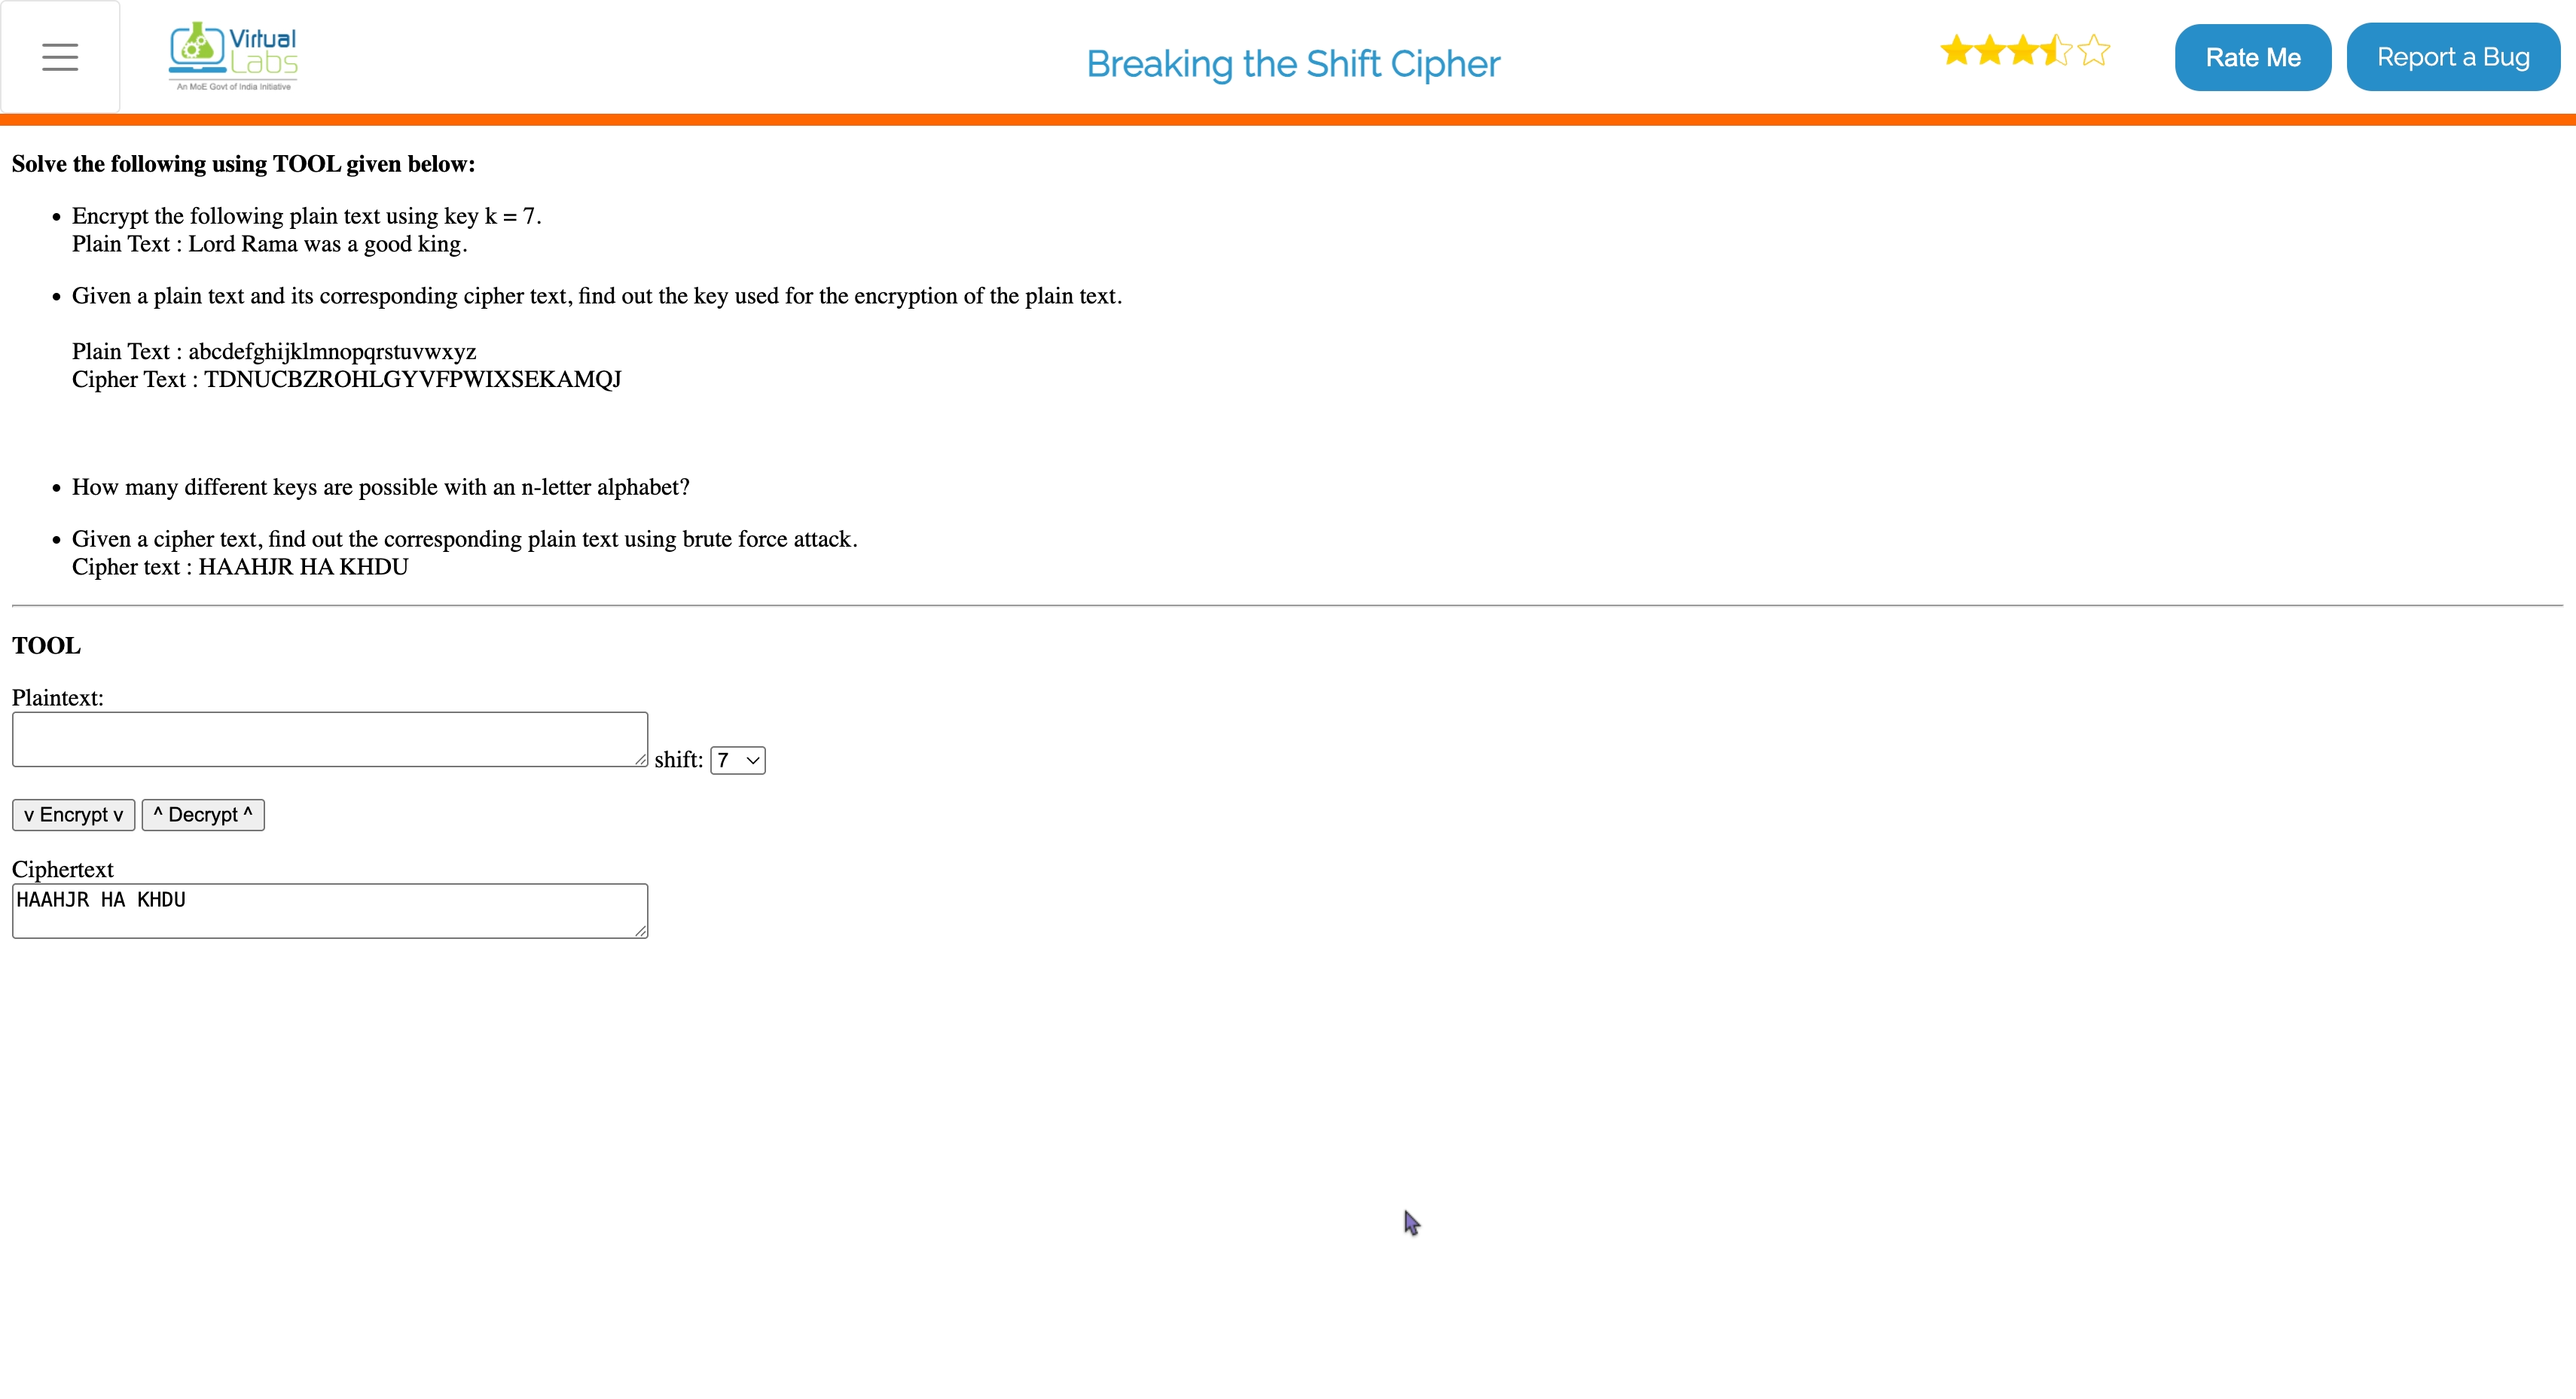 Virtual
Labs
An MoE Govt of India Initiative
Breaking the Shift Cipher
Rate Me
Report a Bug
Solve the following using TOOL given below:
• Encrypt the following plain text using key k = 7.
Plain Text : Lord Rama was a good king.
• Given a plain text and its corresponding cipher text, find out the key used for the encryption of the plain text.
Plain Text : abcdefghijklmnopqrstuvwxyz
Cipher Text : TDNUCBZROHLGYVFPWIXSEKAMQJ
• How many different keys are possible with an n-letter alphabet?
• Given a cipher text, find out the corresponding plain text using brute force attack.
Cipher text : HAAHJR HA KHDU
TOOL
Plaintext:
shift: 7
v Encrypt v ^ Decrypt ^
Ciphertext
HAAHJR HA KHDU